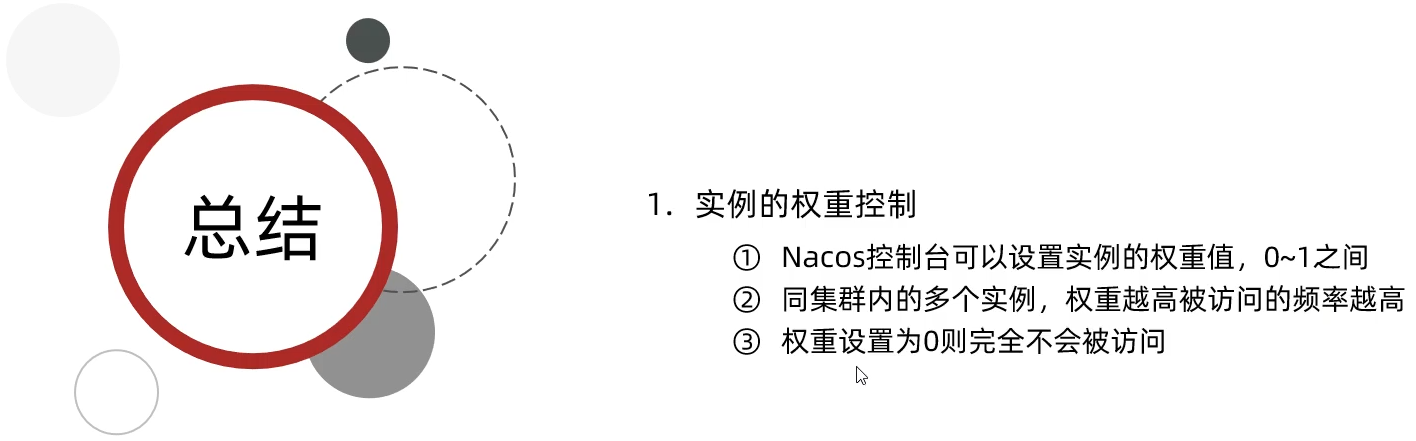 总结
1. 实例的权重控制
① Nacos控制台可以设置实例的权重值，0~1之间
② 同集群内的多个实例，权重越高被访问的频率越高
③ 权重设置为0则完全不会被访问